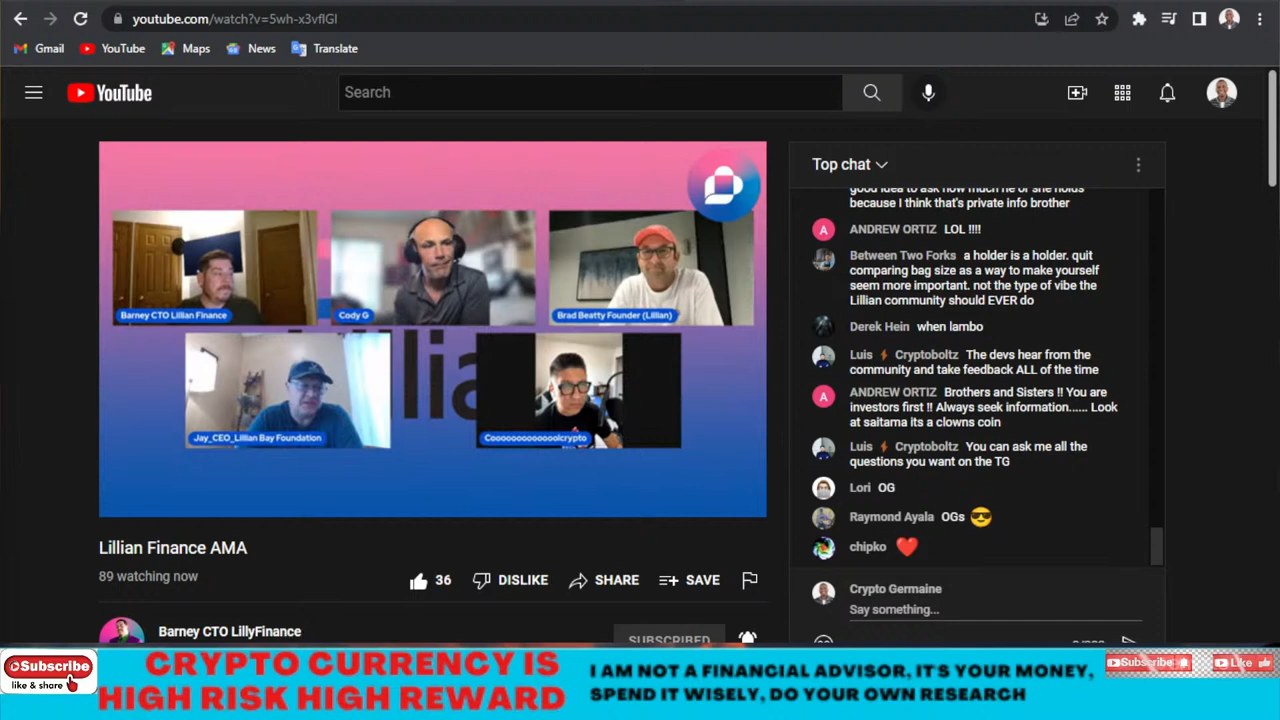 youtube.com/watch?v=5wh-x3vflGI
Gmail YouTube Maps News Translate
YouTube
Search
Barney CTO Lillian Finance
Cody G
Brad Beatty Founder (Lillian)
Jay_CEO_Lillian Bay Foundation
Cooooooooooooolcrypto
Lillian Finance AMA
89 watching now
36 DISLIKE SHARE SAVE
Barney CTO LillyFinance
SUBSCRIBED
Top chat
good idea to ask how much he or she holds
because I think that's private info brother
A ANDREW ORTIZ LOL !!!!
Between Two Forks a holder is a holder. quit
comparing bag size as a way to make yourself
seem more important. not the type of vibe the
Lillian community should EVER do
Derek Hein when lambo
Luis⚡Cryptoboltz The devs hear from the
community and take feedback ALL of the time
A ANDREW ORTIZ Brothers and Sisters !! You are
investors first !! Always seek information...... Look
at saitama its a clowns coin
Luis⚡Cryptoboltz You can ask me all the
questions you want on the TG
Lori OG
Raymond Ayala OGs 😎
chipko ❤️
Crypto Germaine
Say something...
Subscribe
like & share
CRYPTO CURRENCY IS
HIGH RISK HIGH REWARD
I AM NOT A FINANCIAL ADVISOR, IT'S YOUR MONEY,
SPEND IT WISELY, DO YOUR OWN RESEARCH
Subscribe
Like